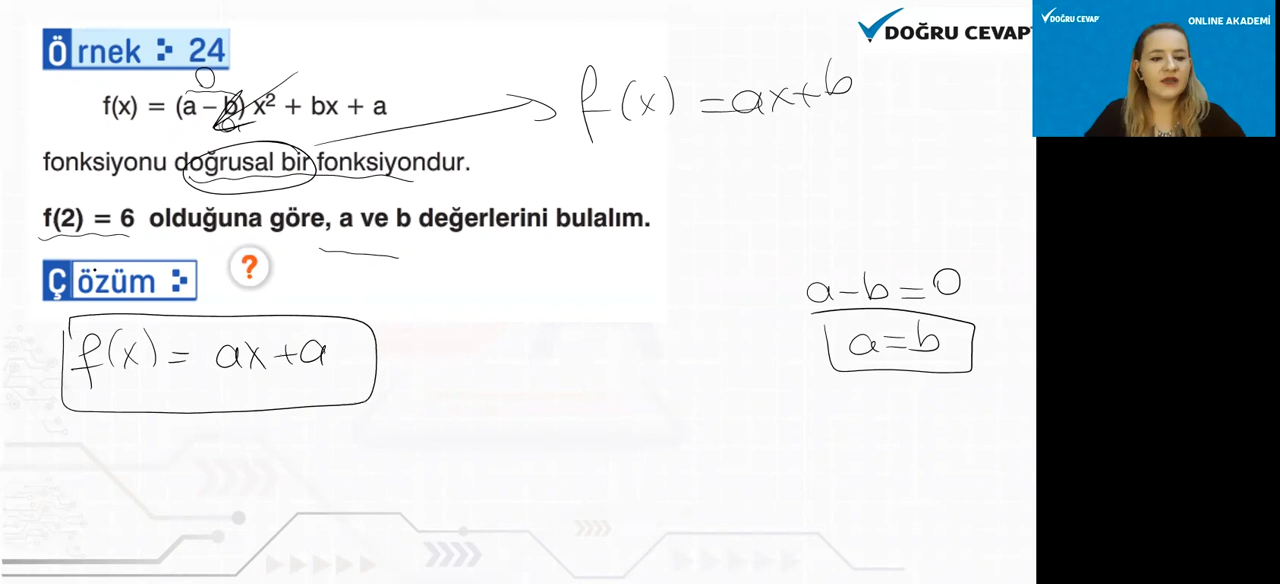 Örnek 24
DOĞRU CEVAP
DOĞRU CEVAP
ONLINE AKADEMİ
0
f(x) = (a – b) x² + bx + a
f(x) = ax+b
fonksiyonu doğrusal bir fonksiyondur.
f(2) = 6 olduğuna göre, a ve b değerlerini bulalım.
?
Çözüm
a-b=0
a=b
f(x) = ax+a